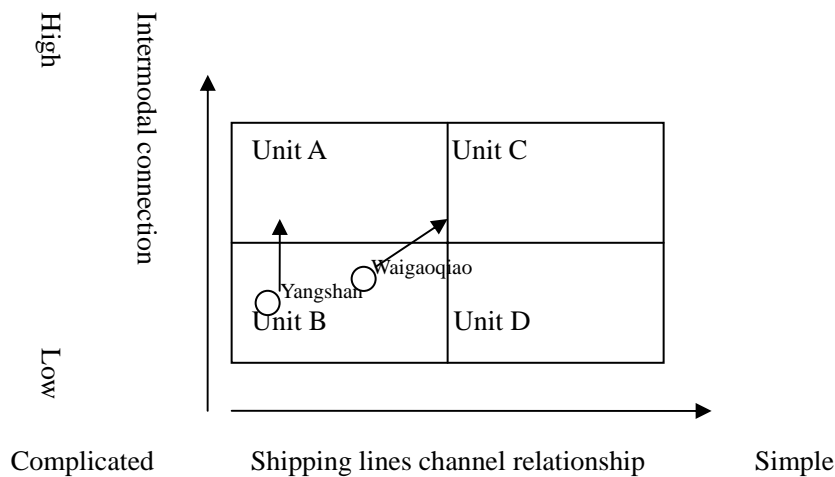 High
Low
Intermodal connection
Unit A
Unit C
Waigaoqiao
Yangshan
Unit B
Unit D
Complicated
Shipping lines channel relationship
Simple